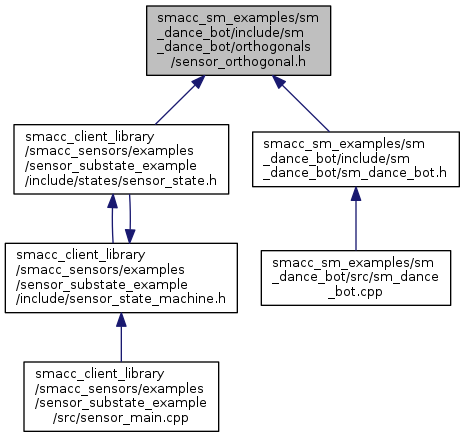 smacc_sm_examples/sm
_dance_bot/include/sm
_dance_bot/orthogonals
/sensor_orthogonal.h
smacc_client_library
/smacc_sensors/examples
/sensor_substate_example
/include/states/sensor_state.h
smacc_sm_examples/sm
_dance_bot/include/sm
_dance_bot/sm_dance_bot.h
smacc_client_library
/smacc_sensors/examples
/sensor_substate_example
/include/sensor_state_machine.h
smacc_sm_examples/sm
_dance_bot/src/sm_dance
_bot.cpp
smacc_client_library
/smacc_sensors/examples
/sensor_substate_example
/src/sensor_main.cpp